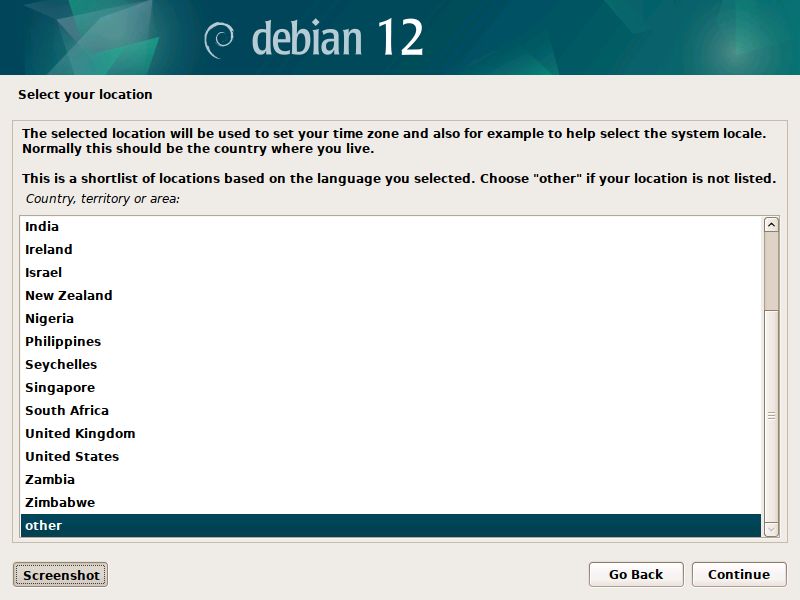 debian 12
Select your location
The selected location will be used to set your time zone and also for example to help select the system locale.
Normally this should be the country where you live.
This is a shortlist of locations based on the language you selected. Choose "other" if your location is not listed.
Country, territory or area:
India
Ireland
Israel
New Zealand
Nigeria
Philippines
Seychelles
Singapore
South Africa
United Kingdom
United States
Zambia
Zimbabwe
other
Screenshot
Go Back
Continue